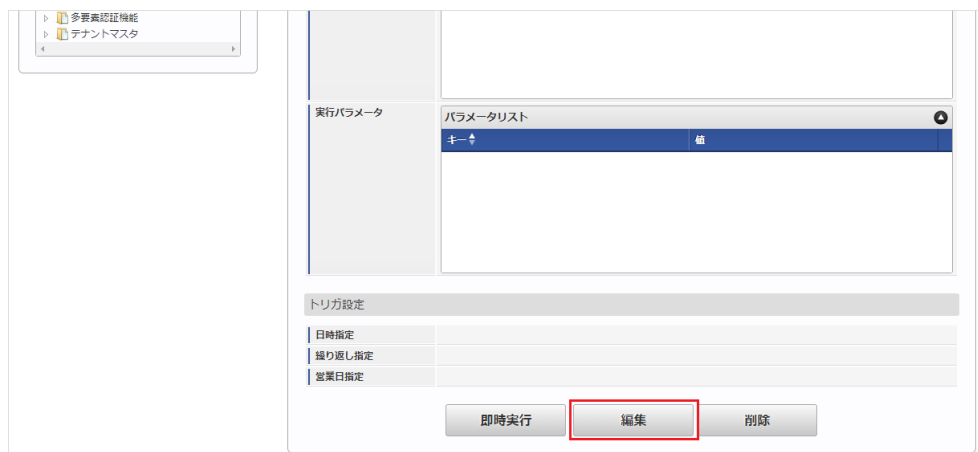 多要素認証機能
テナントマスタ
実行パラメータ
パラメータリスト
キー 値
トリガ設定
日時指定
繰り返し指定
営業日指定
即時実行 編集 削除